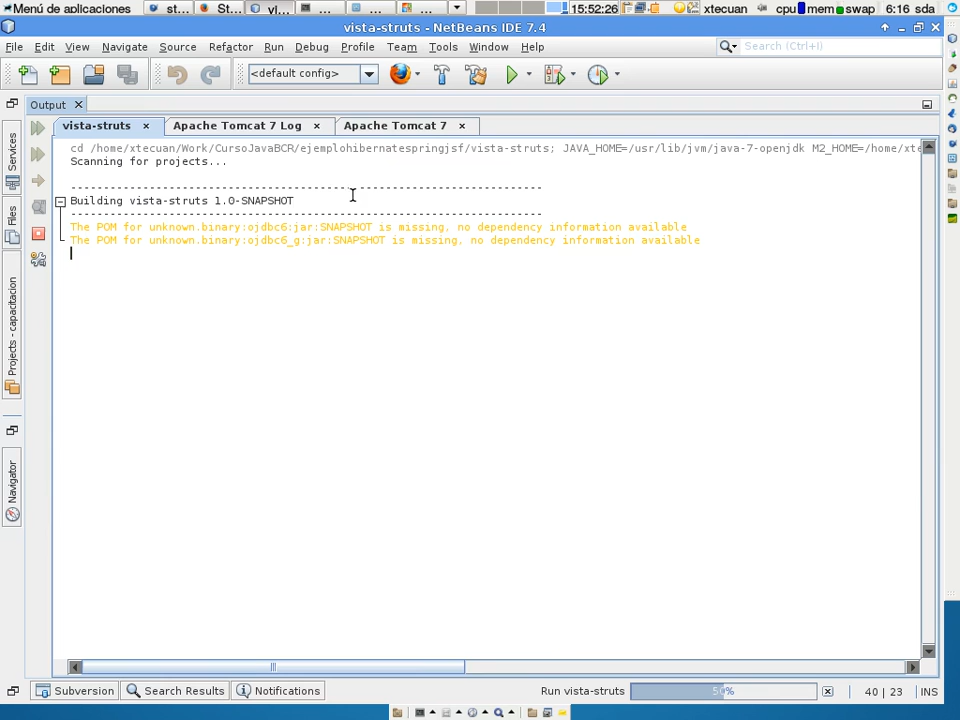 Menú de aplicaciones st... St... vi... ... ... ... 15:52:26 xtecuan cpu mem swap 6:16 sda
vista-struts - NetBeans IDE 7.4
File Edit View Navigate Source Refactor Run Debug Profile Team Tools Window Help Search (Ctrl+I)
<default config>
Output
vista-struts Apache Tomcat 7 Log Apache Tomcat 7
cd /home/xtecuan/Work/CursoJavaBCR/ejemplohibernatespringjsf/vista-struts; JAVA_HOME=/usr/lib/jvm/java-7-openjdk M2_HOME=/home/xte
Scanning for projects...
------------------------------------------------------------------------
Building vista-struts 1.0-SNAPSHOT
------------------------------------------------------------------------
The POM for unknown.binary:ojdbc6:jar:SNAPSHOT is missing, no dependency information available
The POM for unknown.binary:ojdbc6_g:jar:SNAPSHOT is missing, no dependency information available
Services
Files
Projects - capacitacion
Navigator
Subversion Search Results Notifications Run vista-struts 50% 40 | 23 INS